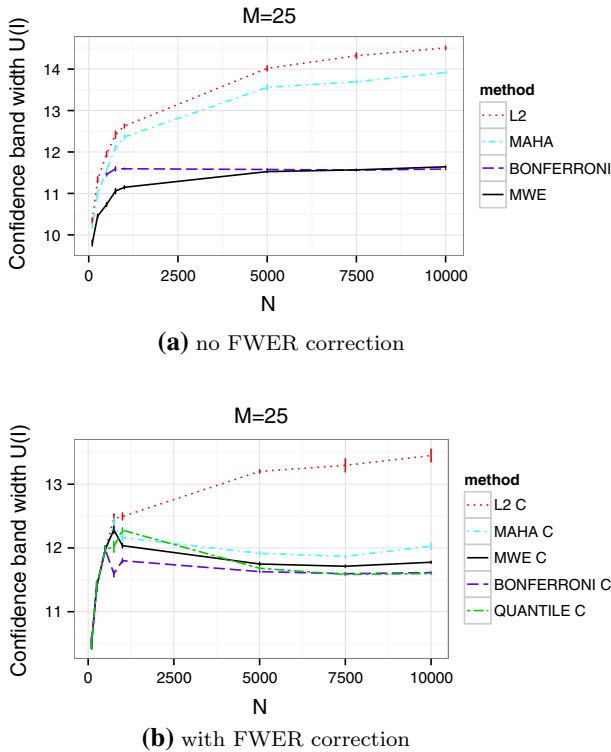 M=25
Confidence band width U(I)
14
13
12
11
10
0
2500
5000
7500
10000
N
method
L2
MAHA
BONFERRONI
MWE
(a) no FWER correction
M=25
Confidence band width U(I)
13
12
11
0
2500
5000
7500
10000
N
method
L2 C
MAHA C
MWE C
BONFERRONI C
QUANTILE C
(b) with FWER correction